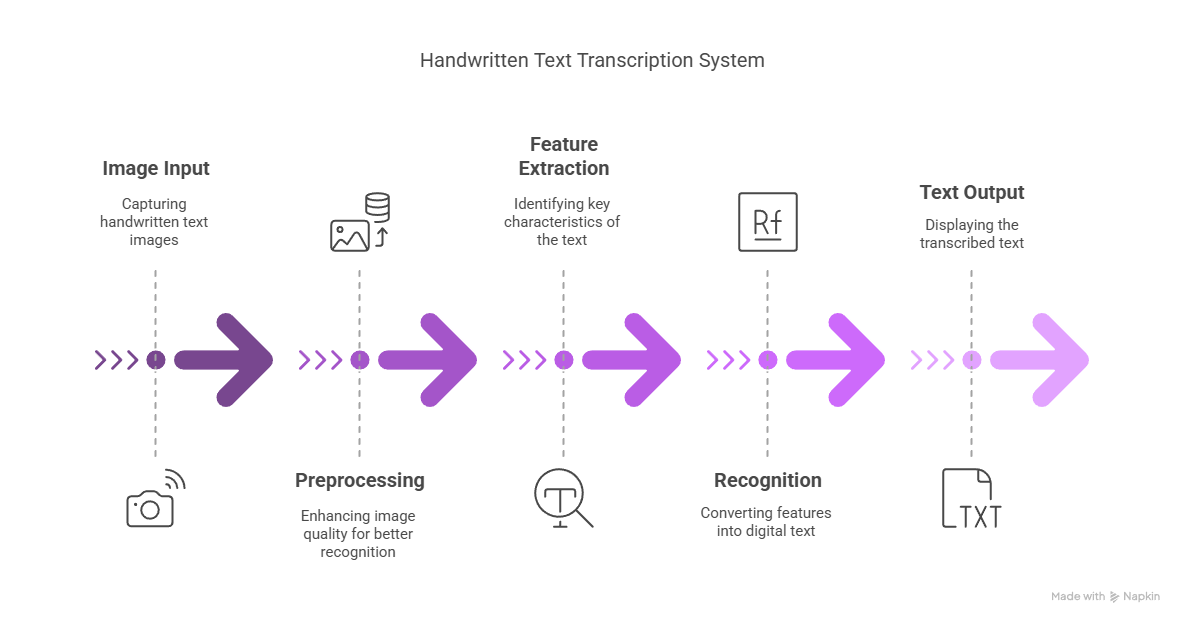 Handwritten Text Transcription System
Image Input
Capturing
handwritten text
images
Preprocessing
Enhancing image
quality for better
recognition
Feature
Extraction
Identifying key
characteristics of
the text
Rf
Recognition
Converting features
into digital text
Text Output
Displaying the
transcribed text
TXT
Made with Napkin